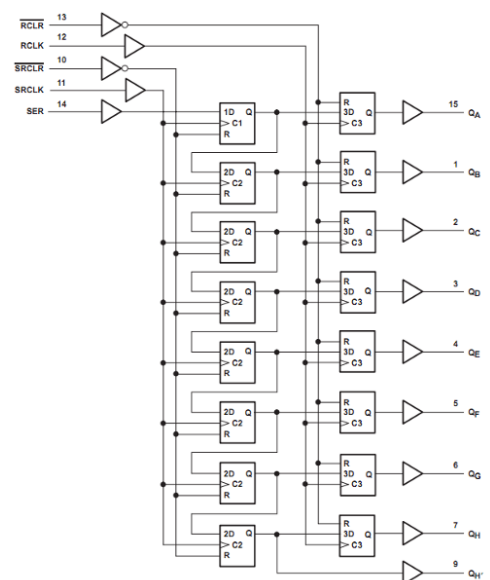 RCLR 13
RCLK 12
SRCLR 10
SRCLK 11
SER 14
1D Q R 15
C1 3D Q QA
R C3
2D Q R 1
C2 3D Q QB
R C3
2D Q R 2
C2 3D Q QC
R C3
2D Q R 3
C2 3D Q QD
R C3
2D Q R 4
C2 3D Q QE
R C3
2D Q R 5
C2 3D Q QF
R C3
2D Q R 6
C2 3D Q QG
R C3
2D Q R 7
C2 3D Q QH
R C3
9
QH'